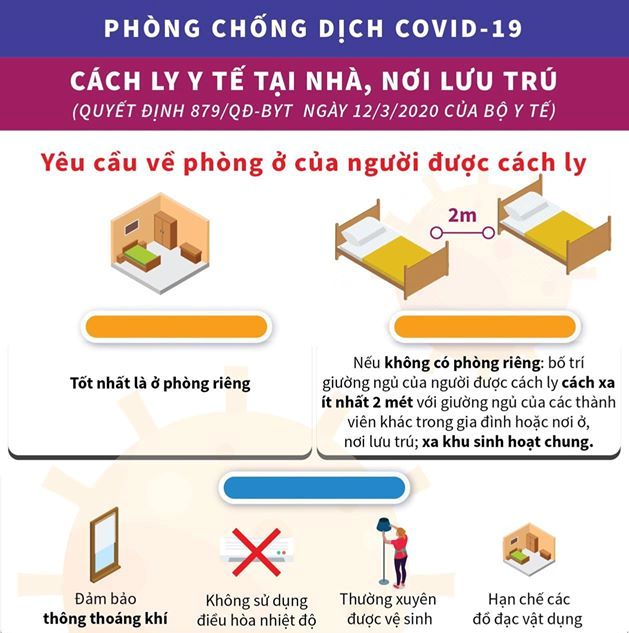 PHÒNG CHỐNG DỊCH COVID-19
CÁCH LY Y TẾ TẠI NHÀ, NƠI LƯU TRÚ
(QUYẾT ĐỊNH 879/QĐ-BYT NGÀY 12/3/2020 CỦA BỘ Y TẾ)
Yêu cầu về phòng ở của người được cách ly
2m
Tốt nhất là ở phòng riêng
Nếu không có phòng riêng: bố trí
giường ngủ của người được cách ly cách xa
ít nhất 2 mét với giường ngủ của các thành
viên khác trong gia đình hoặc nơi ở,
nơi lưu trú; xa khu sinh hoạt chung.
Đảm bảo
thông thoáng khí
Không sử dụng
điều hòa nhiệt độ
Thường xuyên
được vệ sinh
Hạn chế các
đồ đạc vật dụng